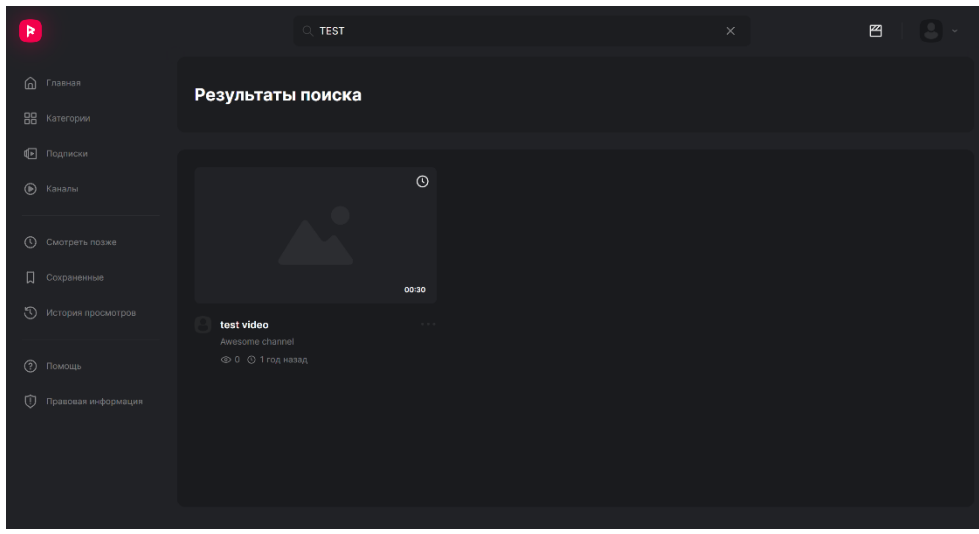 TEST
Главная
Категории
Подписки
Каналы
Смотреть позже
Сохраненные
История просмотров
Помощь
Правовая информация
Результаты поиска
00:30
test video
Awesome channel
0 1 год назад